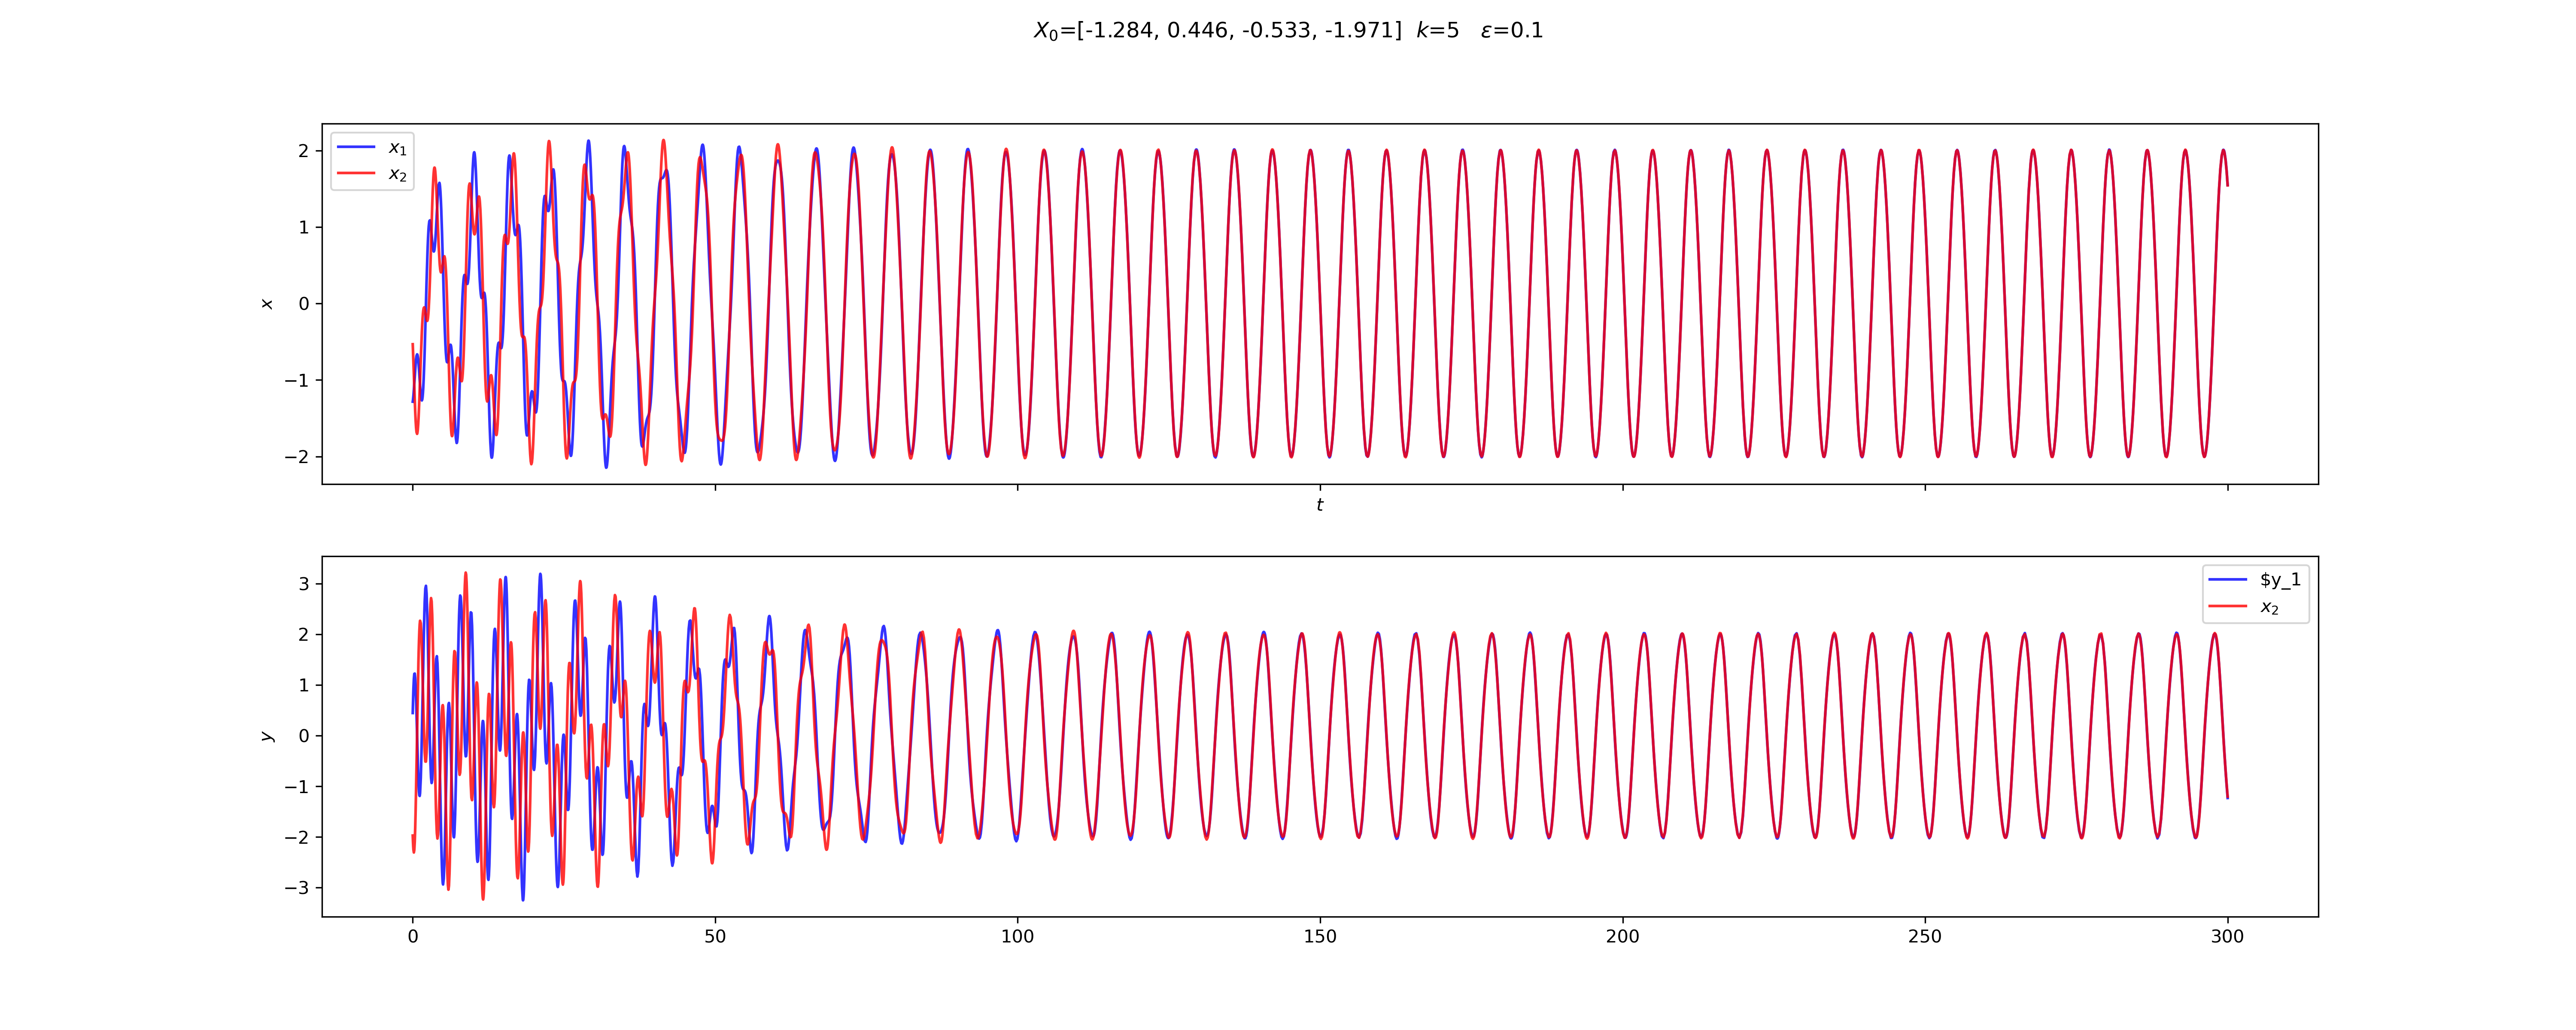 X₀=[-1.284, 0.446, -0.533, -1.971] k=5 ε=0.1
x₁
x₂
2
1
0
−1
−2
x
t
$y_1
x₂
3
2
1
0
−1
−2
−3
y
0 50 100 150 200 250 300